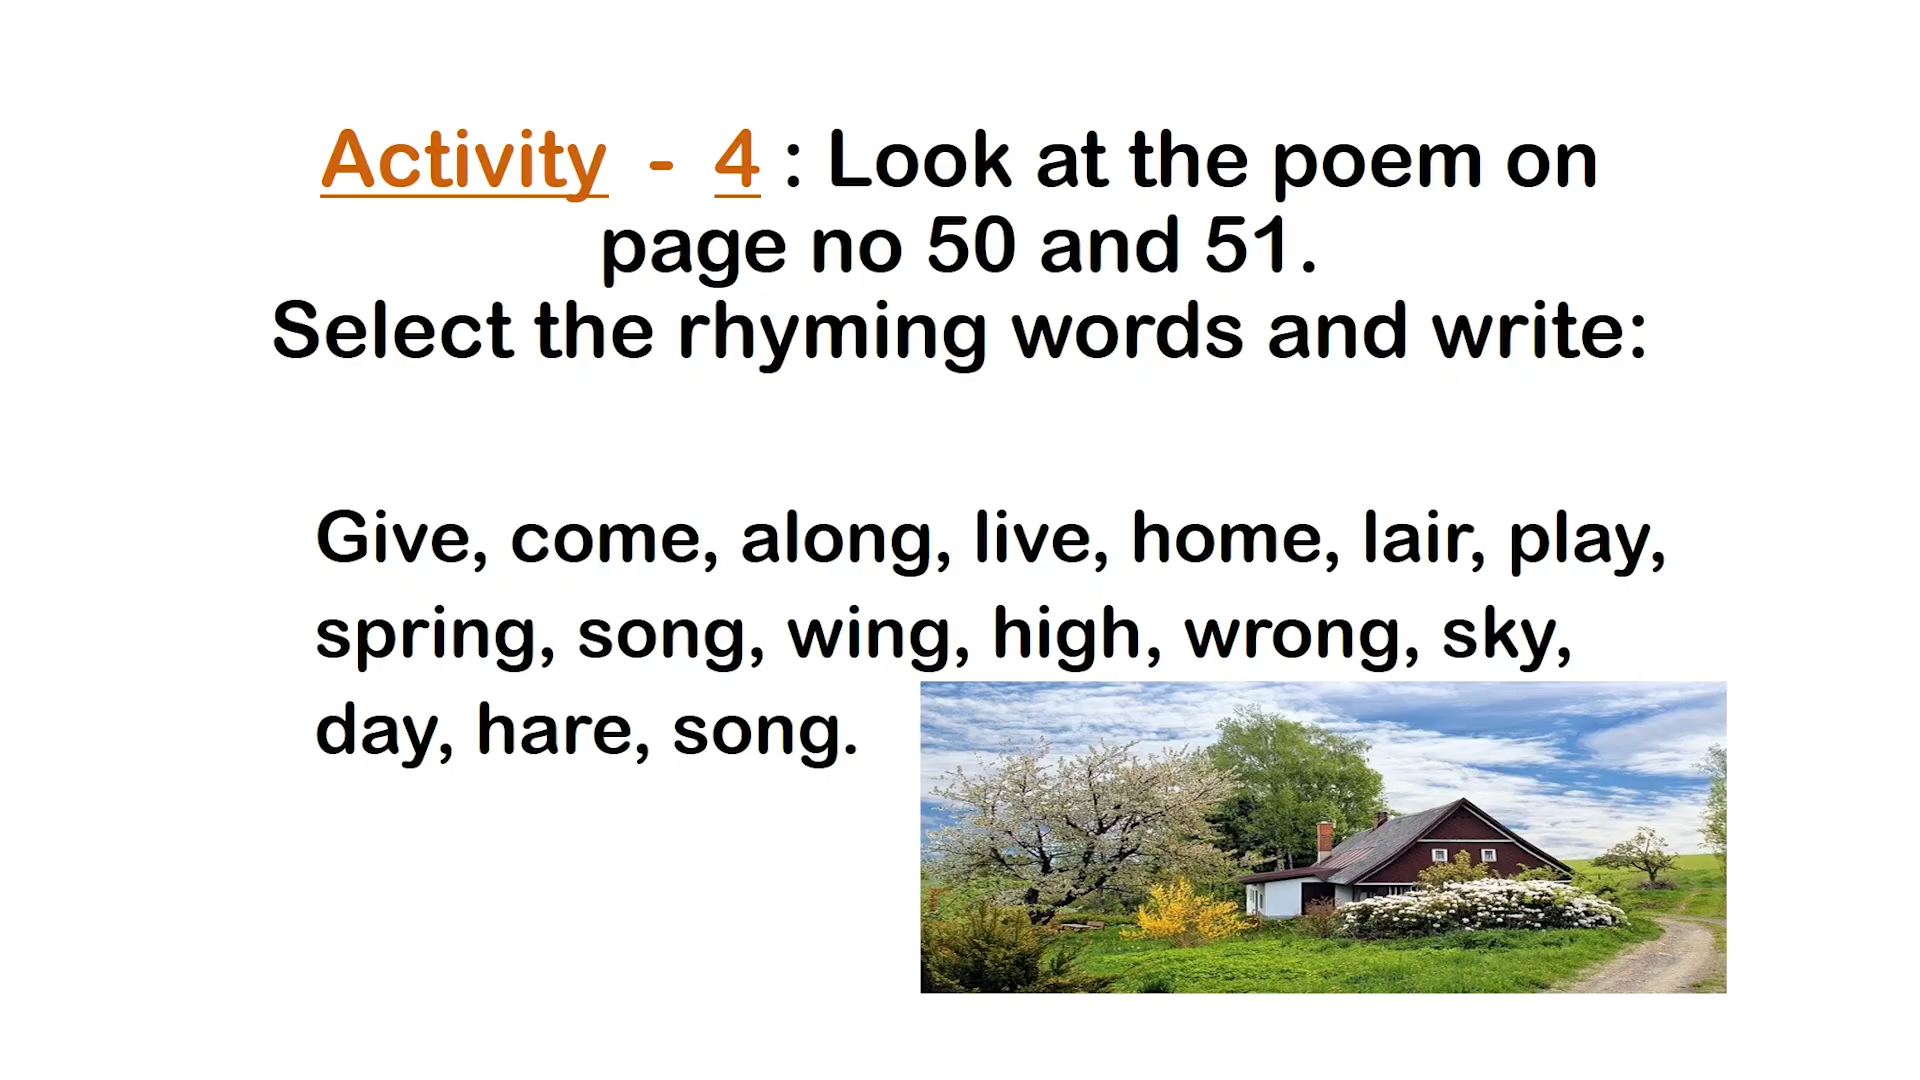 Activity - 4 : Look at the poem on
page no 50 and 51.
Select the rhyming words and write:
Give, come, along, live, home, lair, play,
spring, song, wing, high, wrong, sky,
day, hare, song.